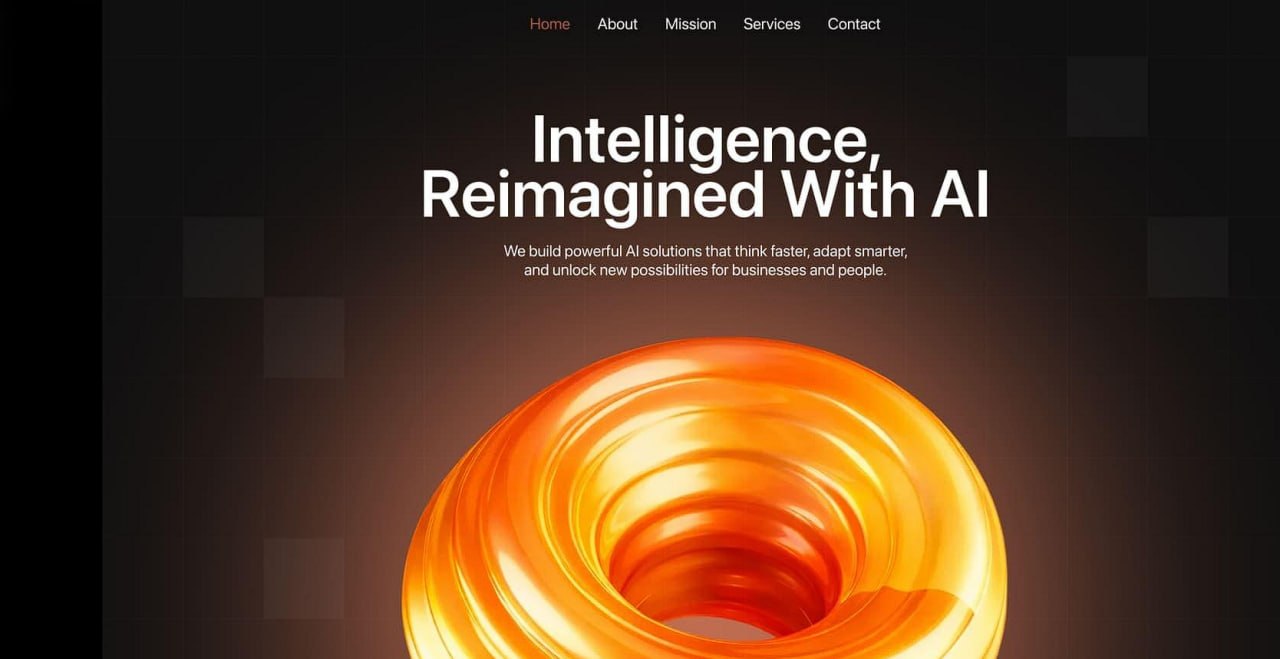 Home About Mission Services Contact
Intelligence,
Reimagined With AI
We build powerful AI solutions that think faster, adapt smarter,
and unlock new possibilities for businesses and people.